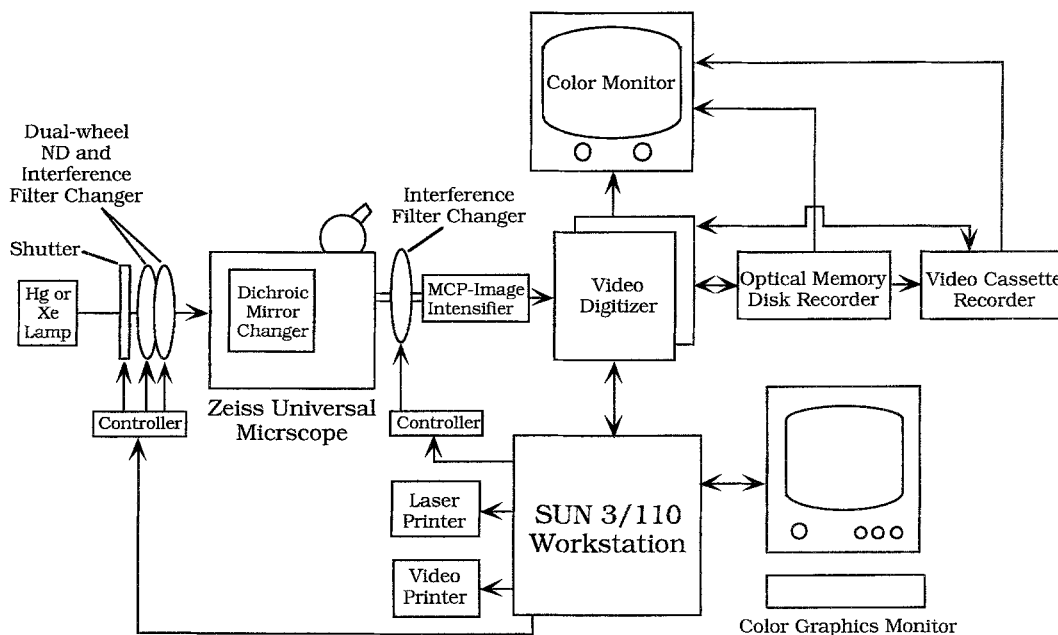 Color Monitor
Dual-wheel
ND and
Interference
Filter Changer
Interference
Filter Changer
Shutter
Hg or
Xe
Lamp
Dichroic
Mirror
Changer
MCP-Image
Intensifier
Video
Digitizer
Optical Memory
Disk Recorder
Video Cassette
Recorder
Zeiss Universal
Micrscope
Controller
Controller
Laser
Printer
SUN 3/110
Workstation
Video
Printer
Color Graphics Monitor